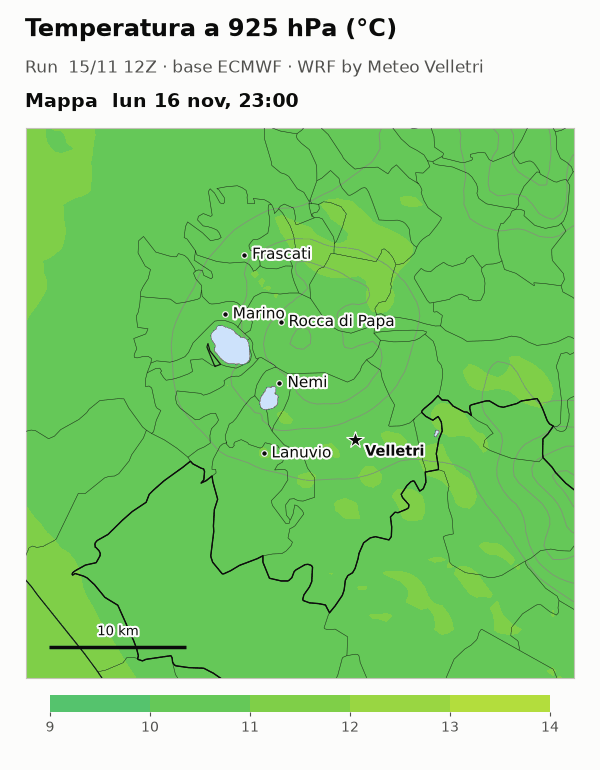 Temperatura a 925 hPa (°C)
Run  15/11 12Z · base ECMWF · WRF by Meteo Velletri
Mappa  lun 16 nov, 23:00
Frascati
Marino
Rocca di Papa
Nemi
Velletri
Lanuvio
10 km
9 10 11 12 13 14